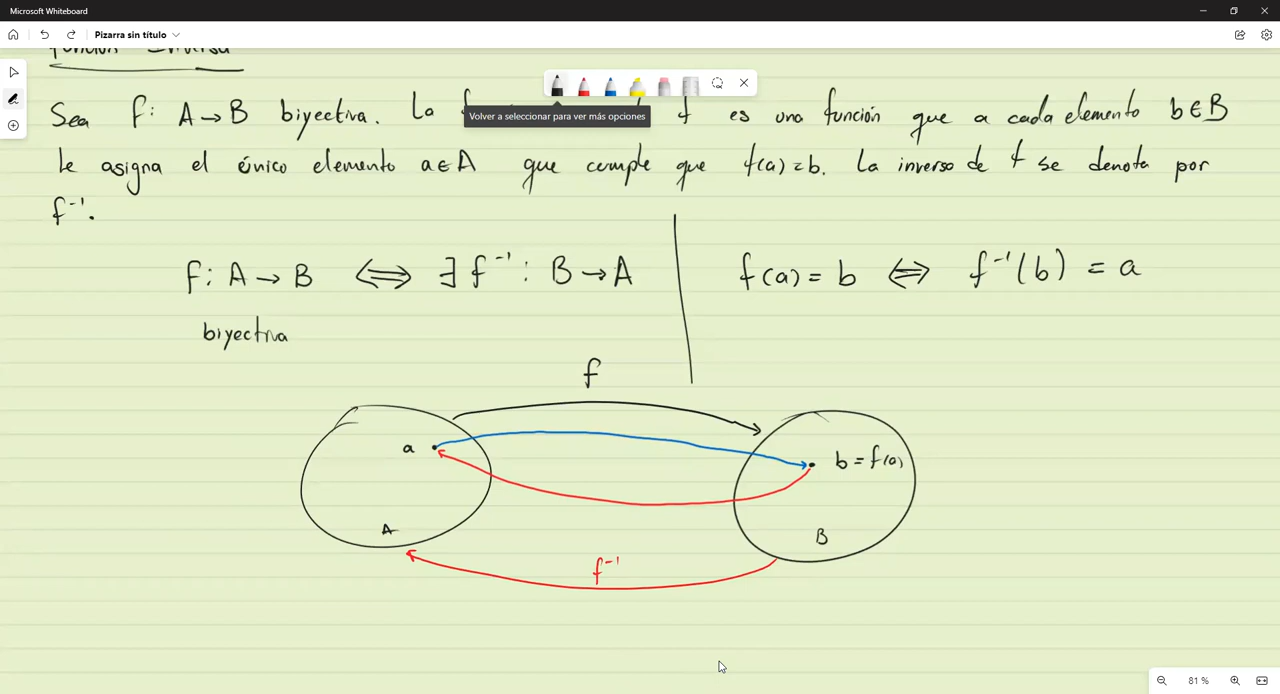 Microsoft Whiteboard
Pizarra sin título
Función Inversa
Sea f: A → B biyectiva. La f es una función que a cada elemento b ∈ B
Volver a seleccionar para ver más opciones
le asigna el único elemento a ∈ A que cumple que f(a) = b. La inversa de f se denota por
f⁻¹.
f: A → B ⟺ ∃ f⁻¹: B → A
f(a) = b ⟺ f⁻¹(b) = a
biyectiva
f
a
b = f(a)
A
B
f⁻¹
81 %